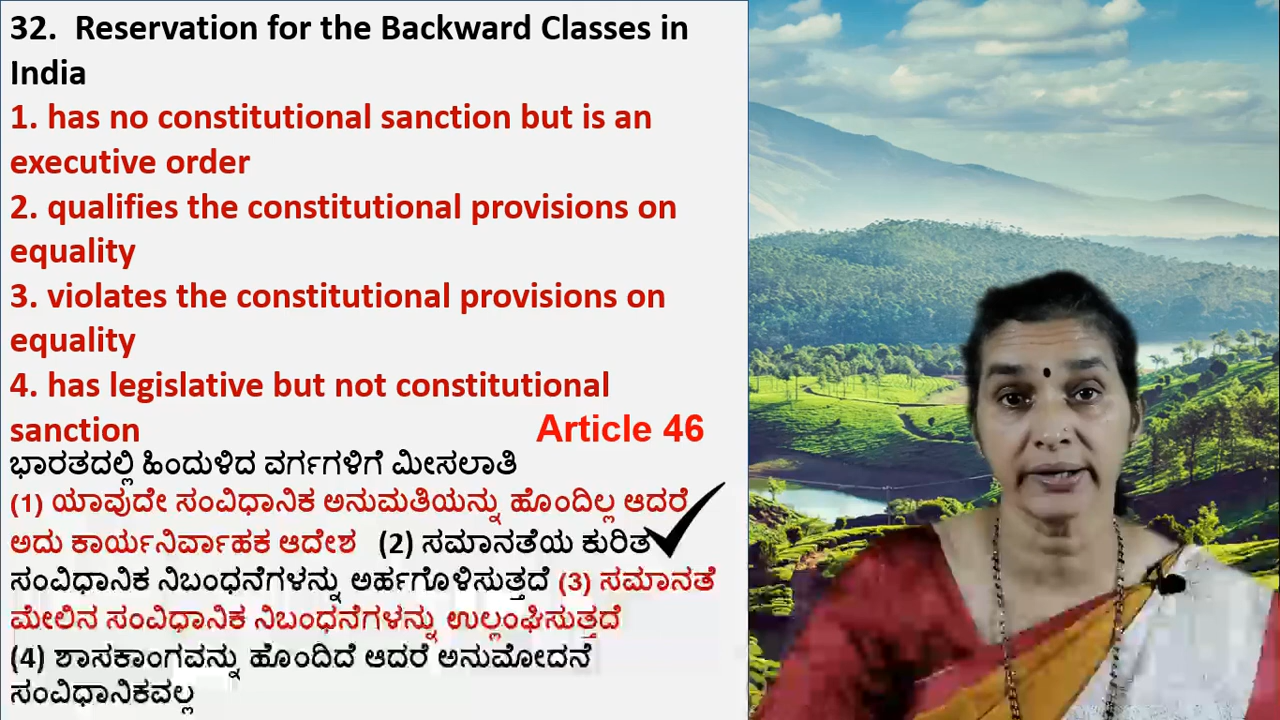 32. Reservation for the Backward Classes in
India
1. has no constitutional sanction but is an
executive order
2. qualifies the constitutional provisions on
equality
3. violates the constitutional provisions on
equality
4. has legislative but not constitutional
sanction Article 46
ಭಾರತದಲ್ಲಿ ಹಿಂದುಳಿದ ವರ್ಗಗಳಿಗೆ ಮೀಸಲಾತಿ
(1) ಯಾವುದೇ ಸಂವಿಧಾನಿಕ ಅನುಮತಿಯನ್ನು ಹೊಂದಿಲ್ಲ ಆದರೆ
ಅದು ಕಾರ್ಯನಿರ್ವಾಹಕ ಆದೇಶ (2) ಸಮಾನತೆಯ ಕುರಿತ
ಸಂವಿಧಾನಿಕ ನಿಬಂಧನೆಗಳನ್ನು ಅರ್ಹಗೊಳಿಸುತ್ತದೆ (3) ಸಮಾನತೆ
ಮೇಲಿನ ಸಂವಿಧಾನಿಕ ನಿಬಂಧನೆಗಳನ್ನು ಉಲ್ಲಂಘಿಸುತ್ತದೆ
(4) ಶಾಸಕಾಂಗವನ್ನು ಹೊಂದಿದೆ ಆದರೆ ಅನುಮೋದನೆ
ಸಂವಿಧಾನಿಕವಲ್ಲ